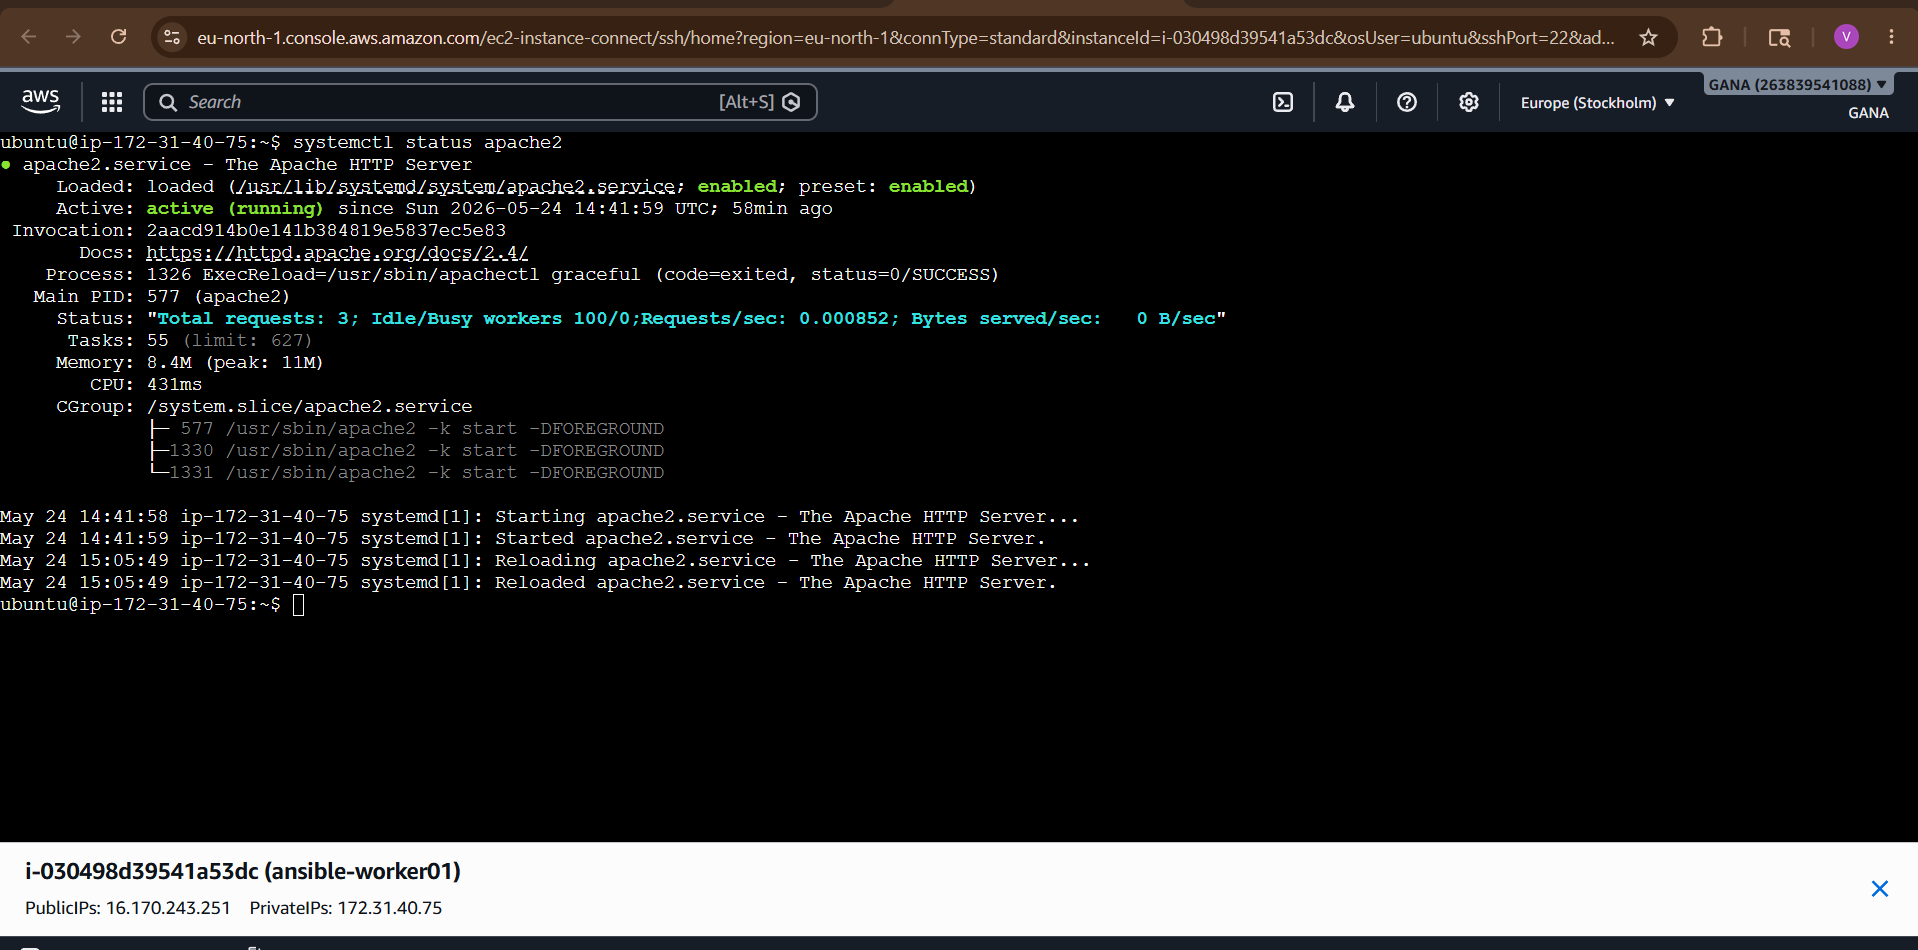 eu-north-1.console.aws.amazon.com/ec2-instance-connect/ssh/home?region=eu-north-1&connType=standard&instanceId=i-030498d39541a53dc&osUser=ubuntu&sshPort=22&ad...
V
aws
Search
[Alt+S]
Europe (Stockholm)
GANA (263839541088)
GANA
ubuntu@ip-172-31-40-75:~$ systemctl status apache2
● apache2.service - The Apache HTTP Server
Loaded: loaded (/usr/lib/systemd/system/apache2.service; enabled; preset: enabled)
Active: active (running) since Sun 2026-05-24 14:41:59 UTC; 58min ago
Invocation: 2aacd914b0e141b384819e5837ec5e83
Docs: https://httpd.apache.org/docs/2.4/
Process: 1326 ExecReload=/usr/sbin/apachectl graceful (code=exited, status=0/SUCCESS)
Main PID: 577 (apache2)
Status: "Total requests: 3; Idle/Busy workers 100/0;Requests/sec: 0.000852; Bytes served/sec:   0 B/sec"
Tasks: 55 (limit: 627)
Memory: 8.4M (peak: 11M)
CPU: 431ms
CGroup: /system.slice/apache2.service
├─ 577 /usr/sbin/apache2 -k start -DFOREGROUND
├─1330 /usr/sbin/apache2 -k start -DFOREGROUND
└─1331 /usr/sbin/apache2 -k start -DFOREGROUND
May 24 14:41:58 ip-172-31-40-75 systemd[1]: Starting apache2.service - The Apache HTTP Server...
May 24 14:41:59 ip-172-31-40-75 systemd[1]: Started apache2.service - The Apache HTTP Server.
May 24 15:05:49 ip-172-31-40-75 systemd[1]: Reloading apache2.service - The Apache HTTP Server...
May 24 15:05:49 ip-172-31-40-75 systemd[1]: Reloaded apache2.service - The Apache HTTP Server.
ubuntu@ip-172-31-40-75:~$
i-030498d39541a53dc (ansible-worker01)
PublicIPs: 16.170.243.251 PrivateIPs: 172.31.40.75